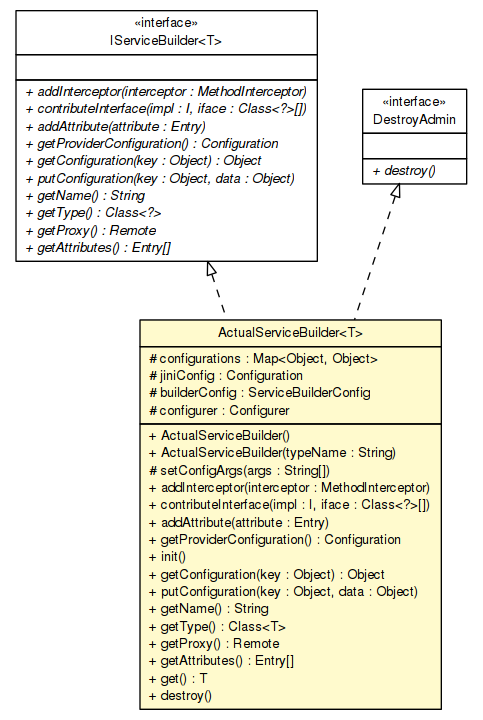 «interface»
IServiceBuilder<T>
+ addInterceptor(interceptor : MethodInterceptor)
+ contributeInterface(impl : I, iface : Class<?>[])
+ addAttribute(attribute : Entry)
+ getProviderConfiguration() : Configuration
+ getConfiguration(key : Object) : Object
+ putConfiguration(key : Object, data : Object)
+ getName() : String
+ getType() : Class<?>
+ getProxy() : Remote
+ getAttributes() : Entry[]
«interface»
DestroyAdmin
+ destroy()
ActualServiceBuilder<T>
# configurations : Map<Object, Object>
# jiniConfig : Configuration
# builderConfig : ServiceBuilderConfig
# configurer : Configurer
+ ActualServiceBuilder()
+ ActualServiceBuilder(typeName : String)
# setConfigArgs(args : String[])
+ addInterceptor(interceptor : MethodInterceptor)
+ contributeInterface(impl : I, iface : Class<?>[])
+ addAttribute(attribute : Entry)
+ getProviderConfiguration() : Configuration
+ init()
+ getConfiguration(key : Object) : Object
+ putConfiguration(key : Object, data : Object)
+ getName() : String
+ getType() : Class<T>
+ getProxy() : Remote
+ getAttributes() : Entry[]
+ get() : T
+ destroy()